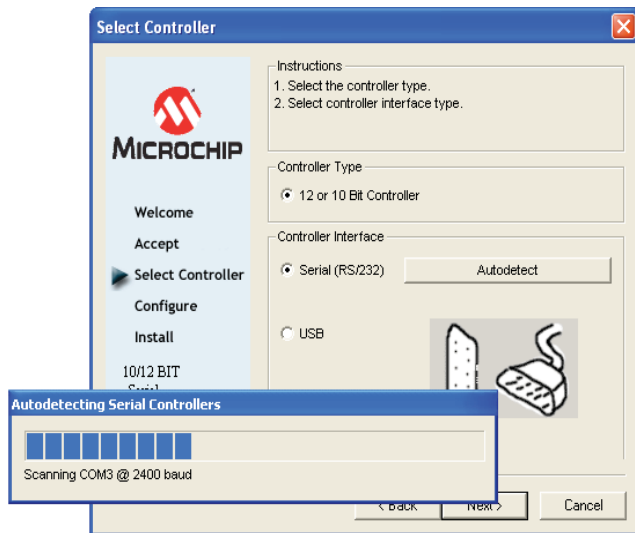 Select Controller
Instructions
1. Select the controller type.
2. Select controller interface type.
MICROCHIP
Controller Type
12 or 10 Bit Controller
Welcome
Accept
Select Controller
Configure
Install
10/12 BIT
Controller Interface
Serial (RS/232)
Autodetect
USB
Autodetecting Serial Controllers
Scanning COM3 @ 2400 baud
< Back
Next >
Cancel